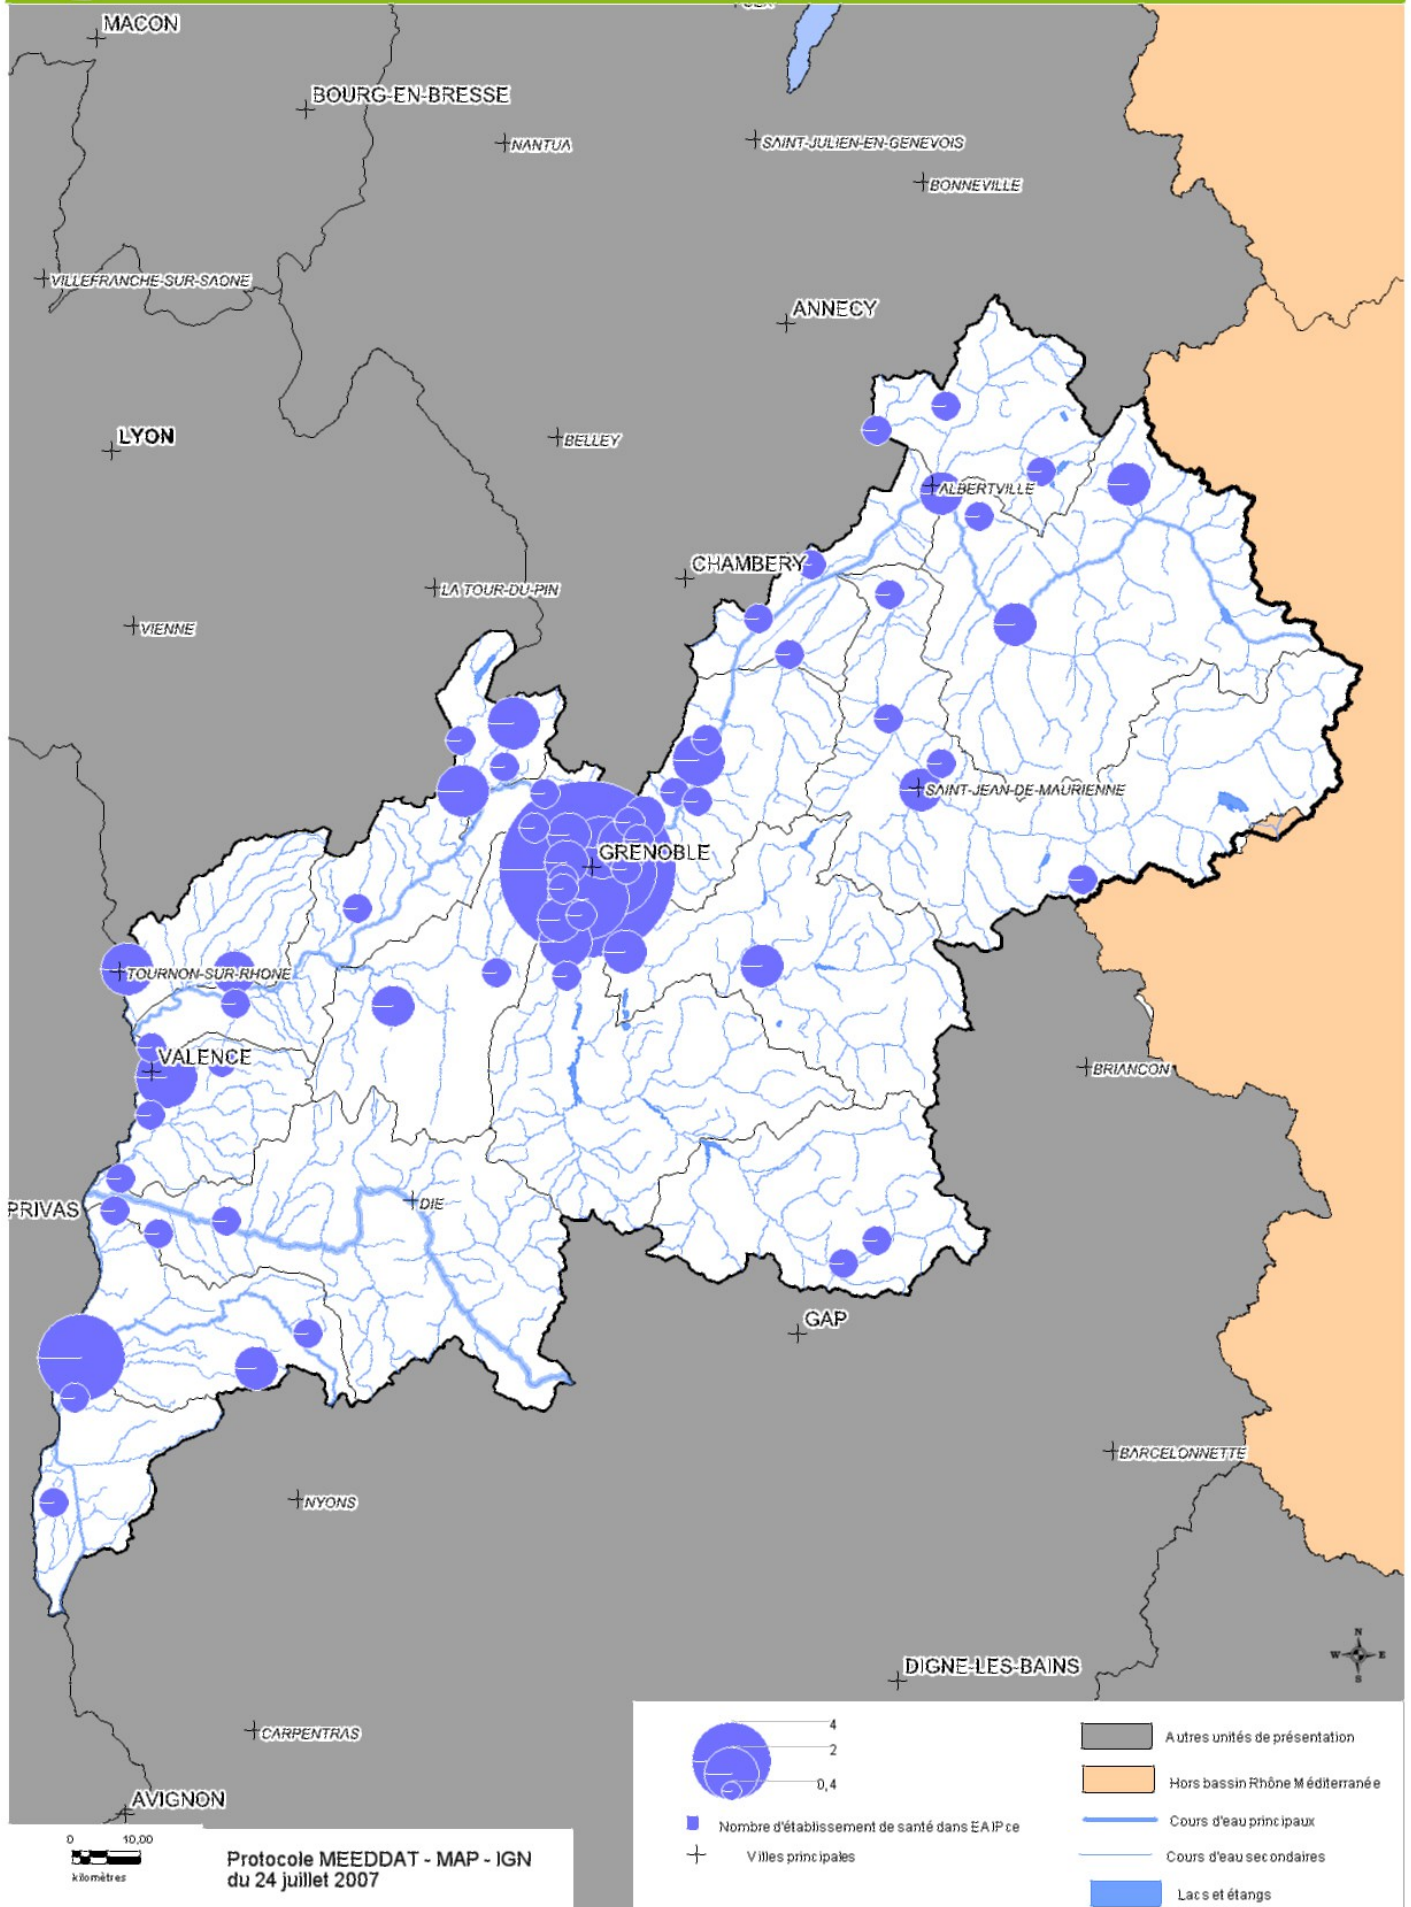 MACON
BOURG-EN-BRESSE
NANTUA
SAINT-JULIEN-EN-GENEVOIS
BONNEVILLE
VILLEFRANCHE-SUR-SAONE
ANNECY
LYON
BELLEY
ALBERTVILLE
CHAMBERY
LA TOUR-DU-PIN
VIENNE
SAINT-JEAN-DE-MAURIENNE
GRENOBLE
TOURNON-SUR-RHONE
VALENCE
BRIANCON
PRIVAS
DIE
GAP
BARCELONNETTE
NYONS
DIGNE-LES-BAINS
CARPENTRAS
AVIGNON
N
W E
S
0 10,00
kilomètres
Protocole MEEDDAT - MAP - IGN
du 24 juillet 2007
4
2
0,4
Nombre d'établissement de santé dans EAIPce
Villes principales
Autres unités de présentation
Hors bassin Rhône Méditerranée
Cours d'eau principaux
Cours d'eau secondaires
Lacs et étangs